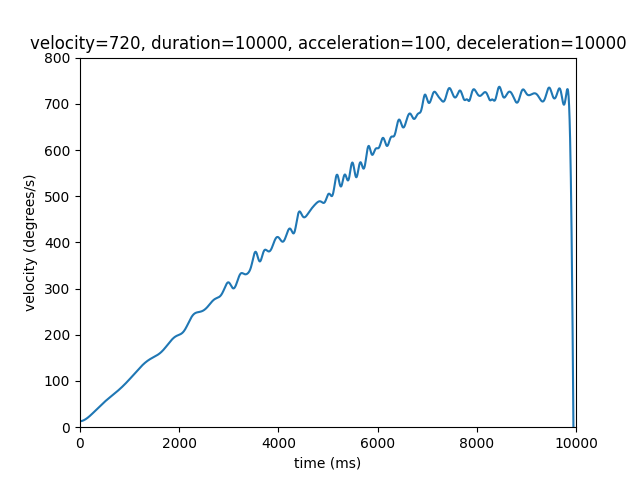 velocity=720, duration=10000, acceleration=100, deceleration=10000
800
700
600
500
400
300
200
100
0
velocity (degrees/s)
0 2000 4000 6000 8000 10000
time (ms)